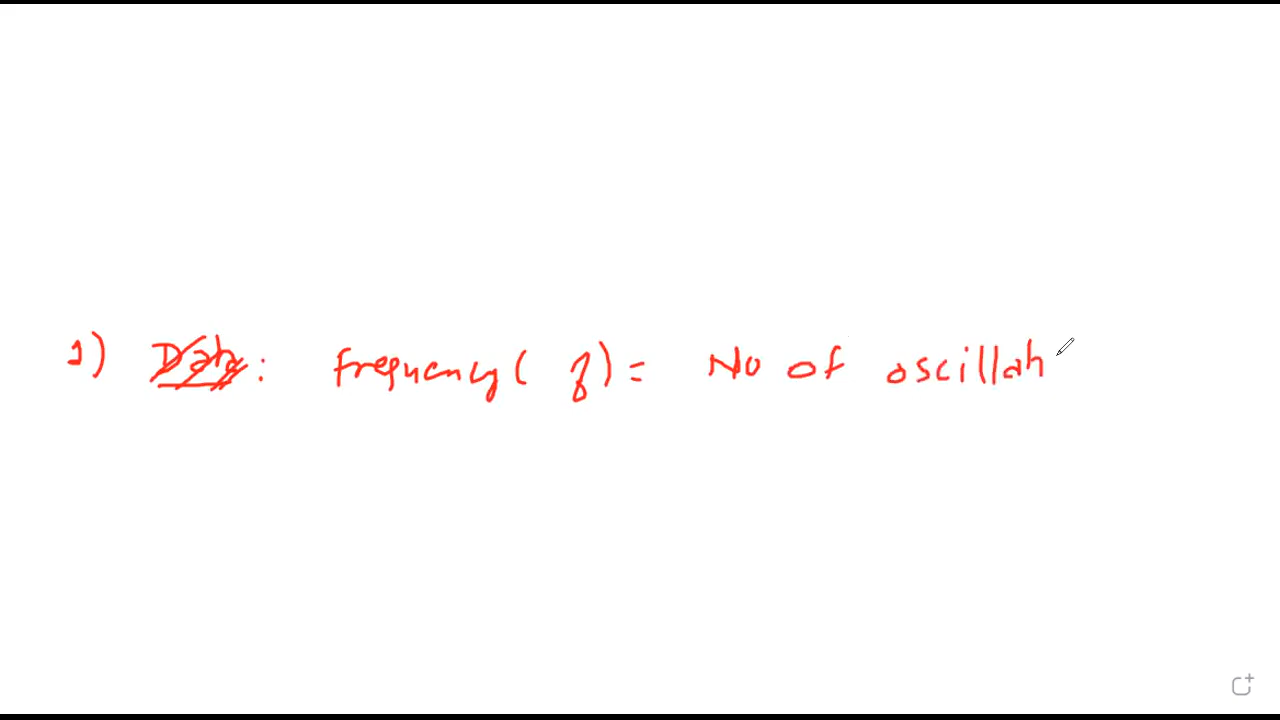 1) Data: Frequency( f) = No of oscillati